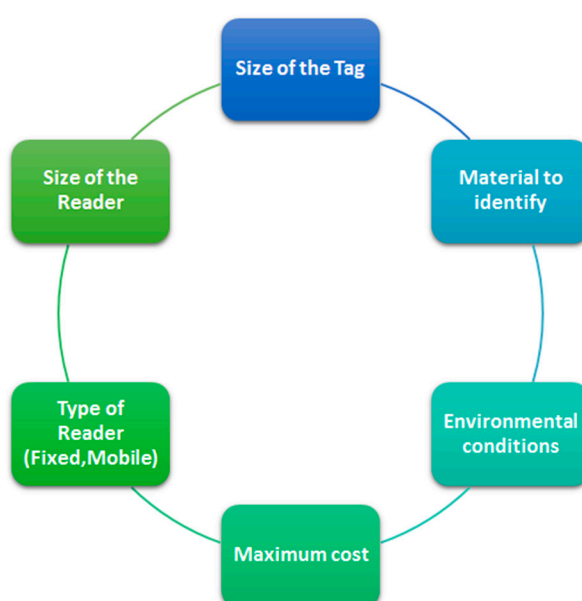 Size of the Tag
Material to
identify
Environmental
conditions
Maximum cost
Type of
Reader
(Fixed,Mobile)
Size of the
Reader